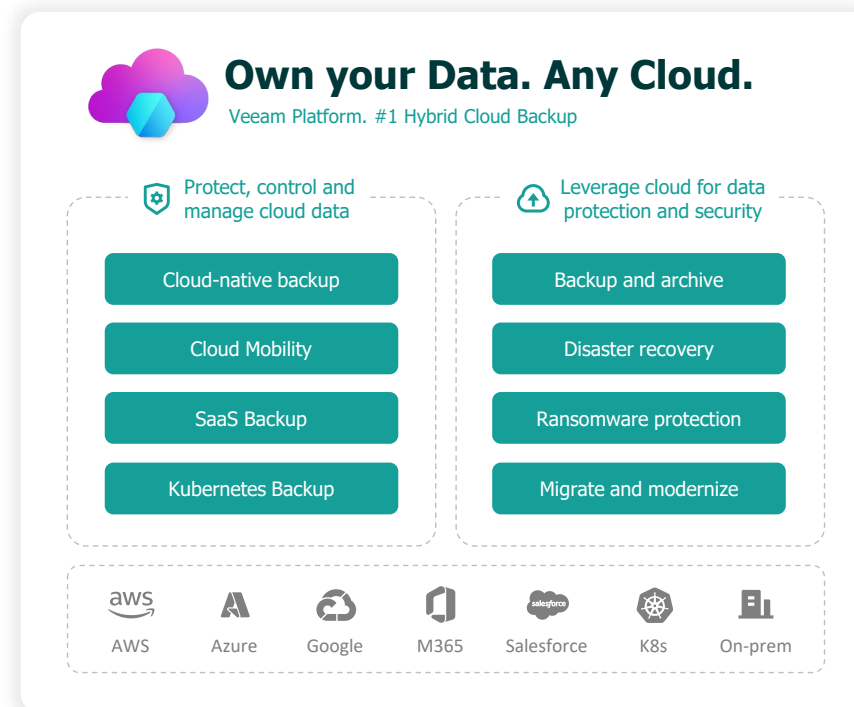 Own your Data. Any Cloud.
Veeam Platform. #1 Hybrid Cloud Backup
Protect, control and
manage cloud data
Cloud-native backup
Cloud Mobility
SaaS Backup
Kubernetes Backup
Leverage cloud for data
protection and security
Backup and archive
Disaster recovery
Ransomware protection
Migrate and modernize
aws
salesforce
AWS
Azure
Google
M365
Salesforce
K8s
On-prem